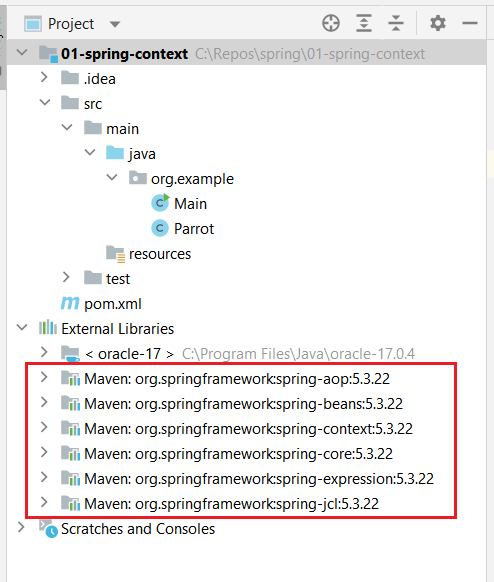 Project
01-spring-context C:\Repos\spring\01-spring-context
.idea
src
main
java
org.example
Main
Parrot
resources
test
pom.xml
External Libraries
< oracle-17 > C:\Program Files\Java\oracle-17.0.4
Maven: org.springframework:spring-aop:5.3.22
Maven: org.springframework:spring-beans:5.3.22
Maven: org.springframework:spring-context:5.3.22
Maven: org.springframework:spring-core:5.3.22
Maven: org.springframework:spring-expression:5.3.22
Maven: org.springframework:spring-jcl:5.3.22
Scratches and Consoles